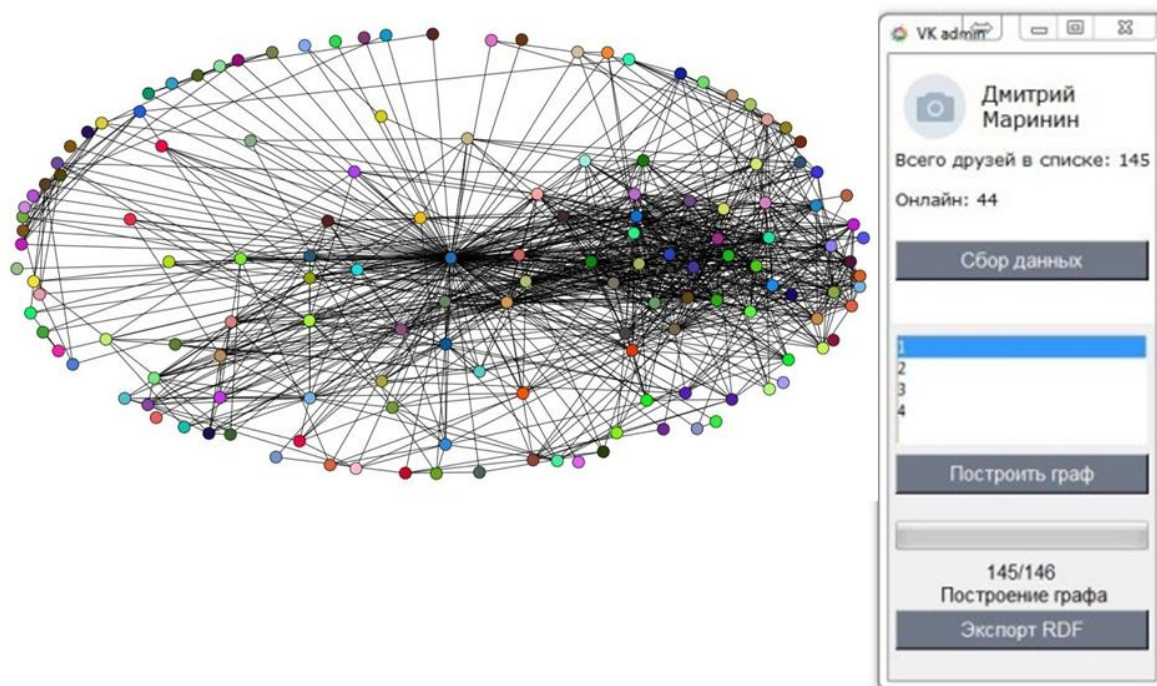 VK admin
Дмитрий
Маринин
Всего друзей в списке: 145
Онлайн: 44
Сбор данных
1
2
3
4
Построить граф
145/146
Построение графа
Экспорт RDF